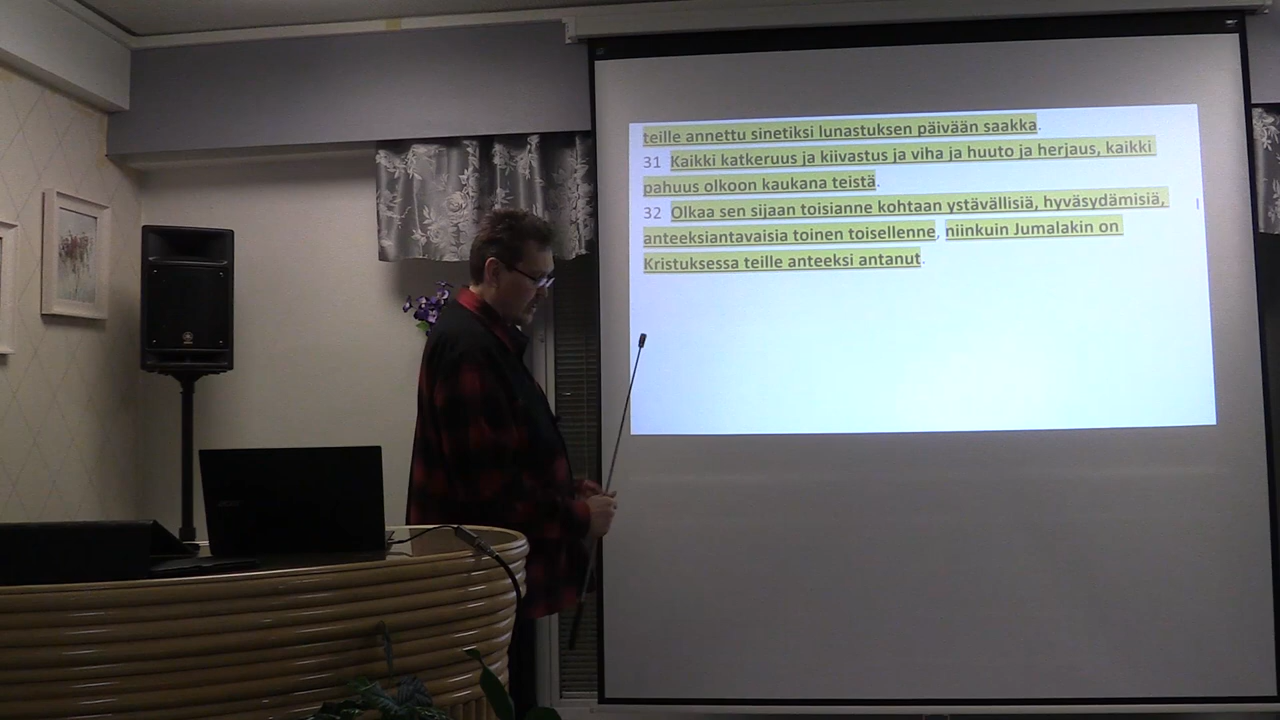 teille annettu sinetiksi lunastuksen päivään saakka.
31 Kaikki katkeruus ja kiivastus ja viha ja huuto ja herjaus, kaikki
pahuus olkoon kaukana teistä.
32 Olkaa sen sijaan toisianne kohtaan ystävällisiä, hyväsydämisiä,
anteeksiantavaisia toinen toisellenne, niinkuin Jumalakin on
Kristuksessa teille anteeksi antanut.